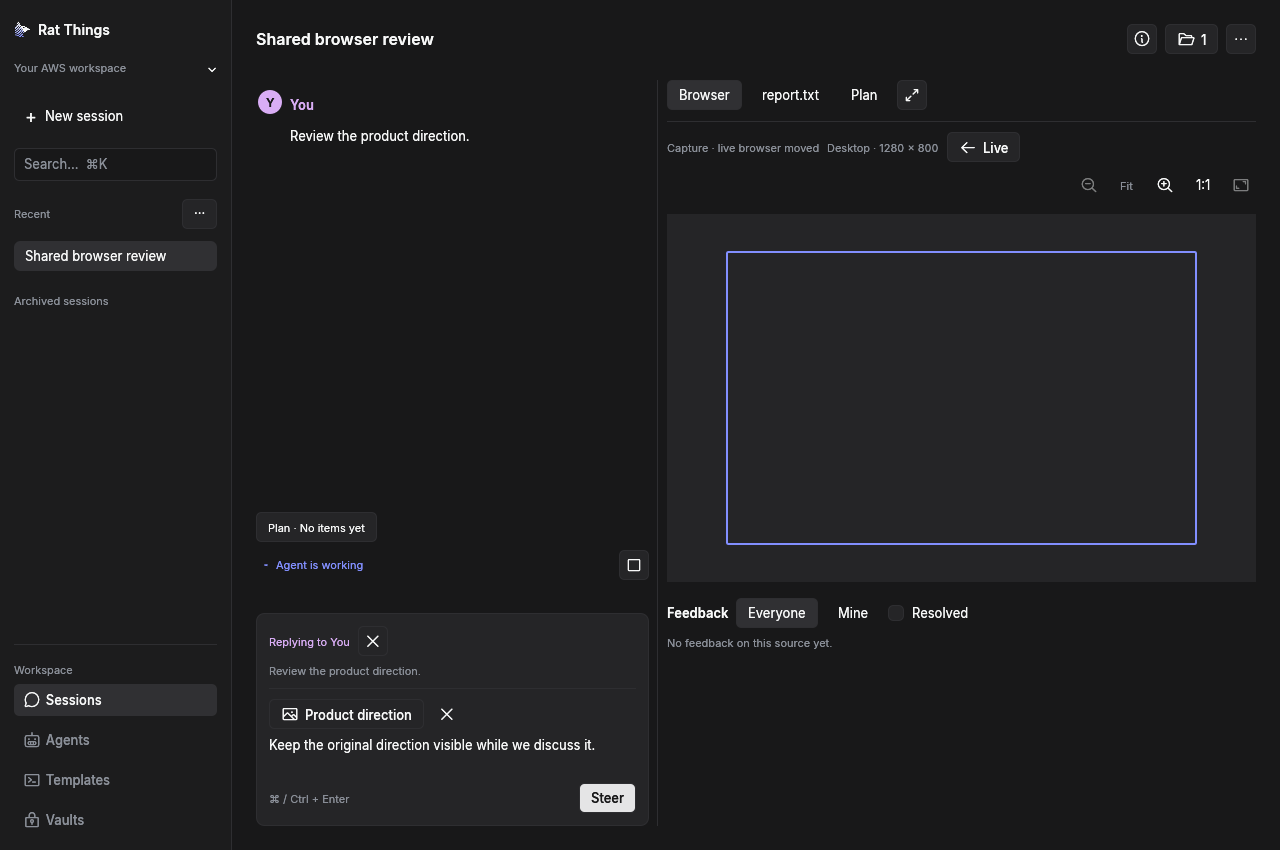 Rat Things
Your AWS workspace
+ New session
Search... ⌘K
Recent
Shared browser review
Archived sessions
Workspace
Sessions
Agents
Templates
Vaults
Shared browser review
1
Y You
Review the product direction.
Plan · No items yet
Agent is working
Replying to You
Review the product direction.
Product direction
Keep the original direction visible while we discuss it.
⌘ / Ctrl + Enter
Steer
Browser report.txt Plan
Capture · live browser moved Desktop · 1280 × 800 Live
Fit 1:1
Feedback Everyone Mine Resolved
No feedback on this source yet.